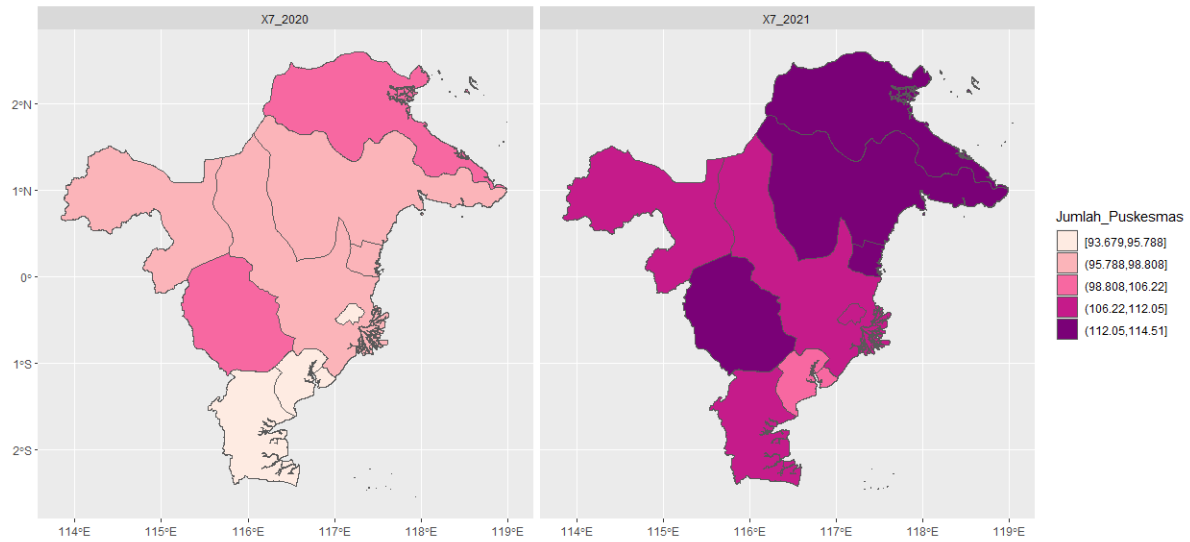 X7_2020
X7_2021
2°N
1°N
0°
1°S
2°S
114°E 115°E 116°E 117°E 118°E 119°E
114°E 115°E 116°E 117°E 118°E 119°E
Jumlah_Puskesmas
[93.679,95.788]
(95.788,98.808]
(98.808,106.22]
(106.22,112.05]
(112.05,114.51]